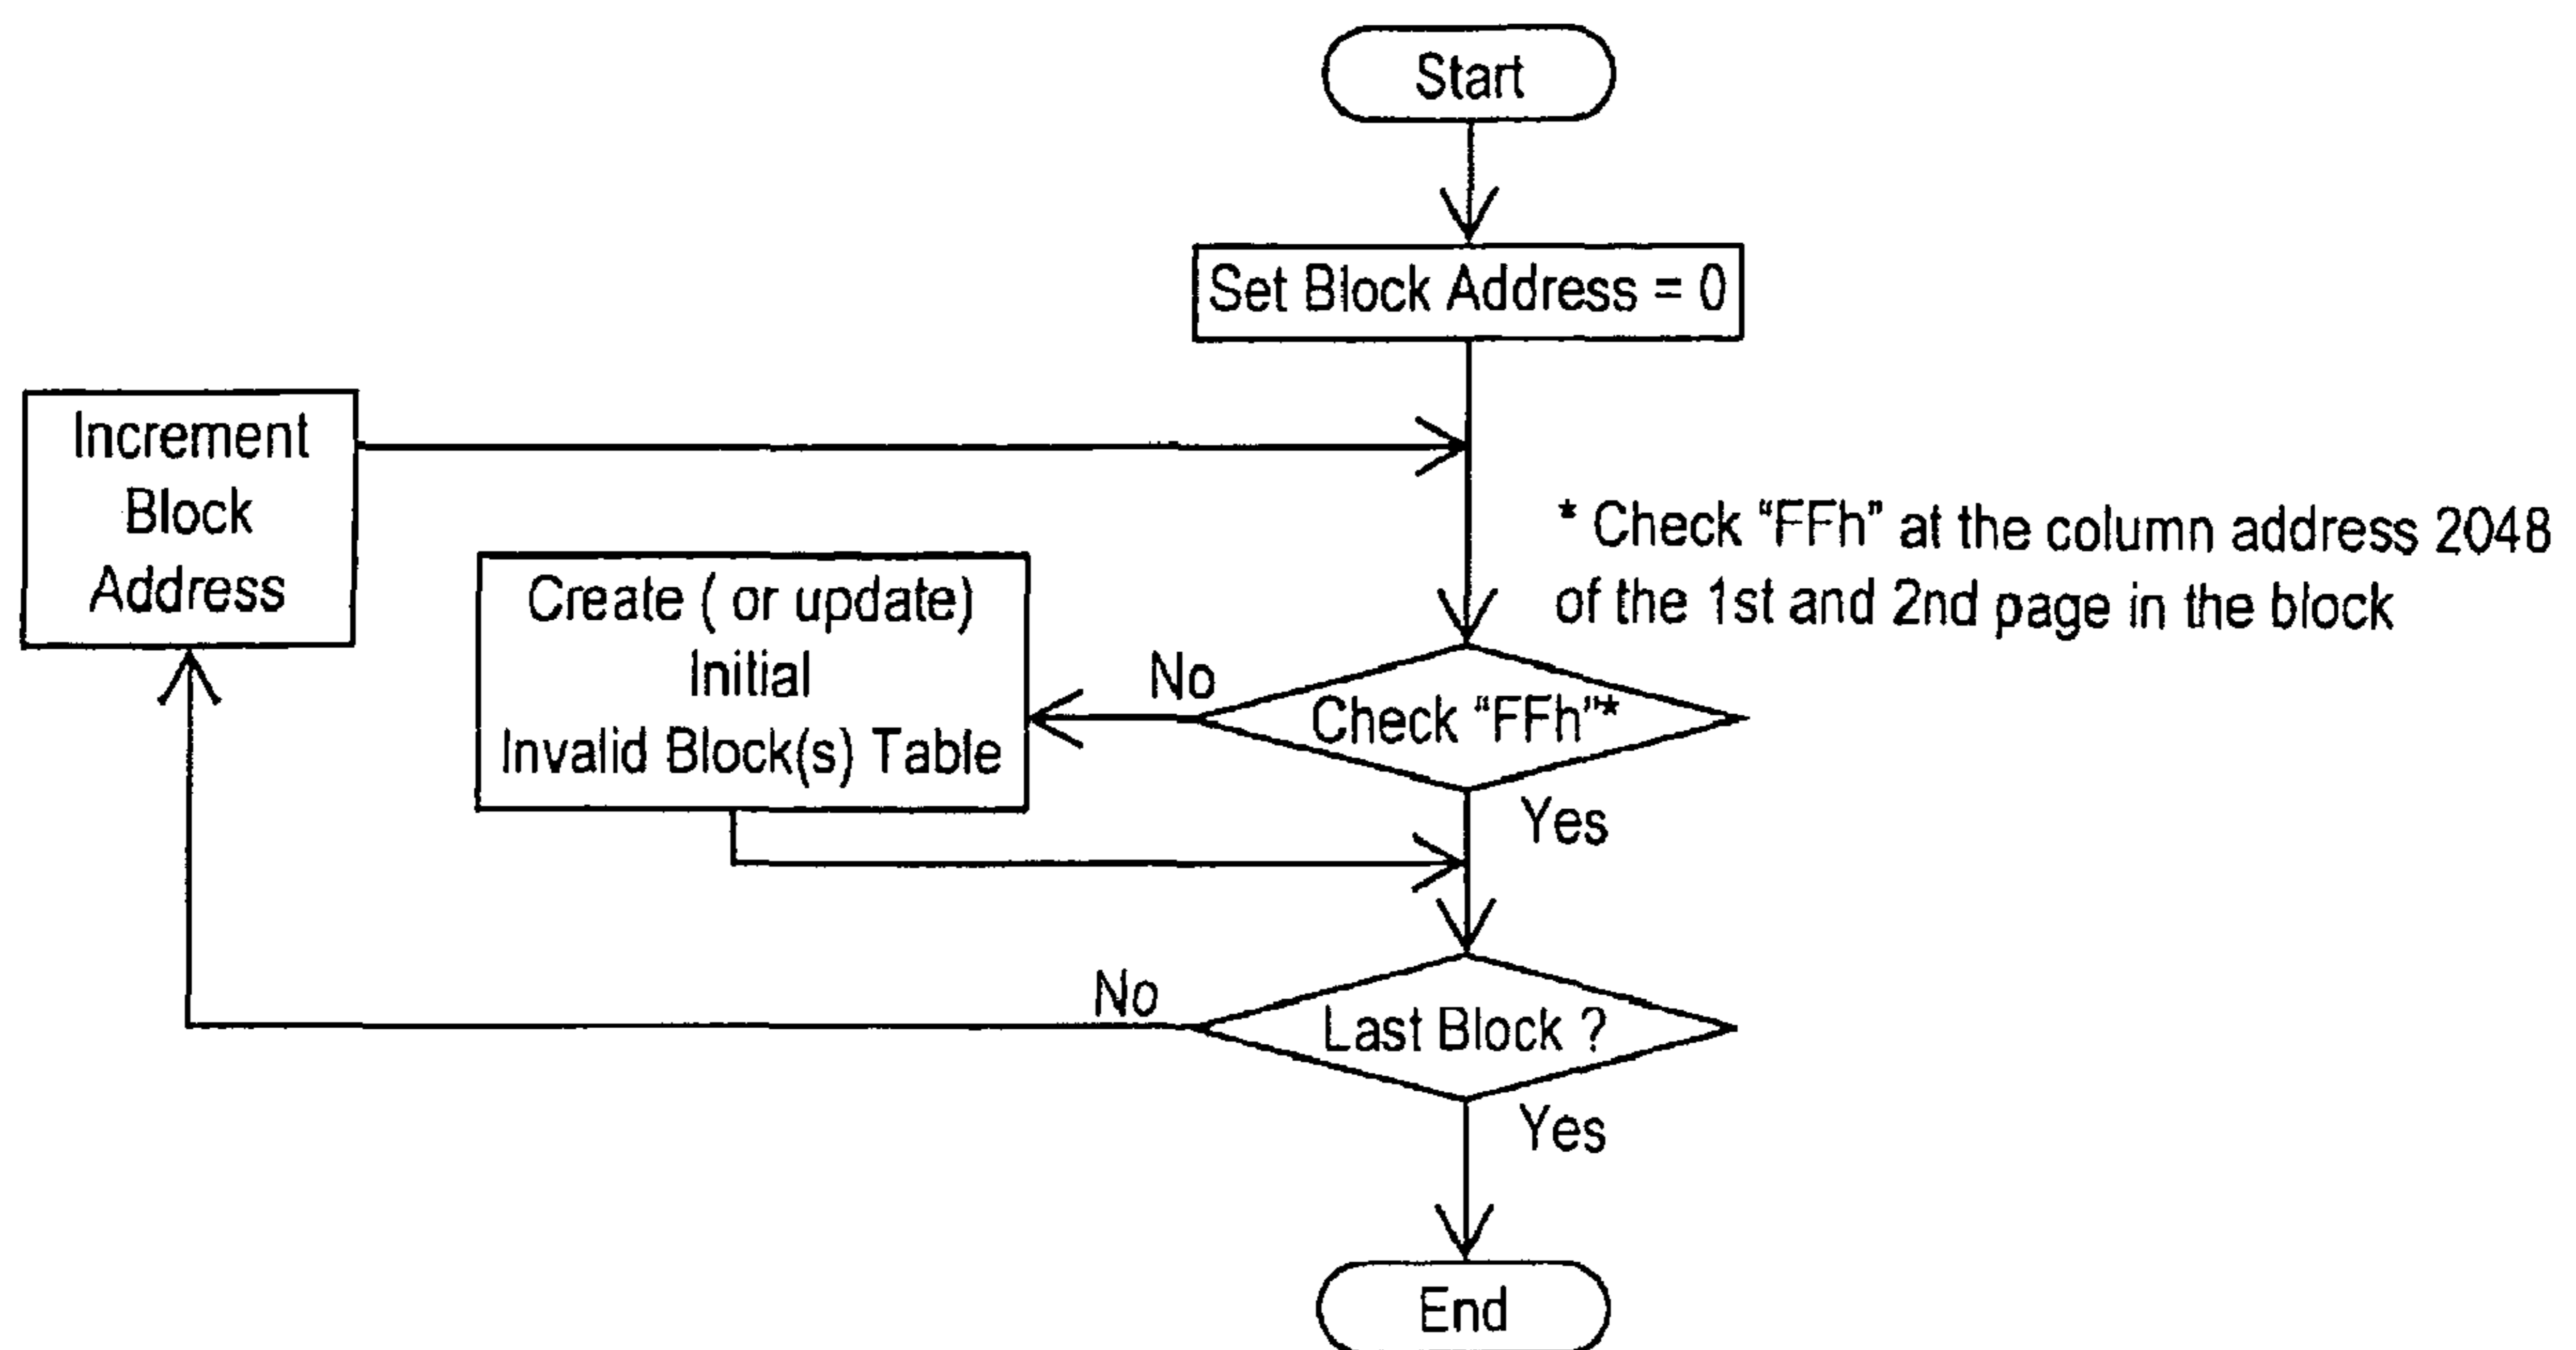 Start
Set Block Address = 0
Increment
Block
Address
* Check “FFh” at the column address 2048
of the 1st and 2nd page in the block
Create ( or update)
Initial
Invalid Block(s) Table
No
Check “FFh”*
Yes
No
Last Block ?
Yes
End